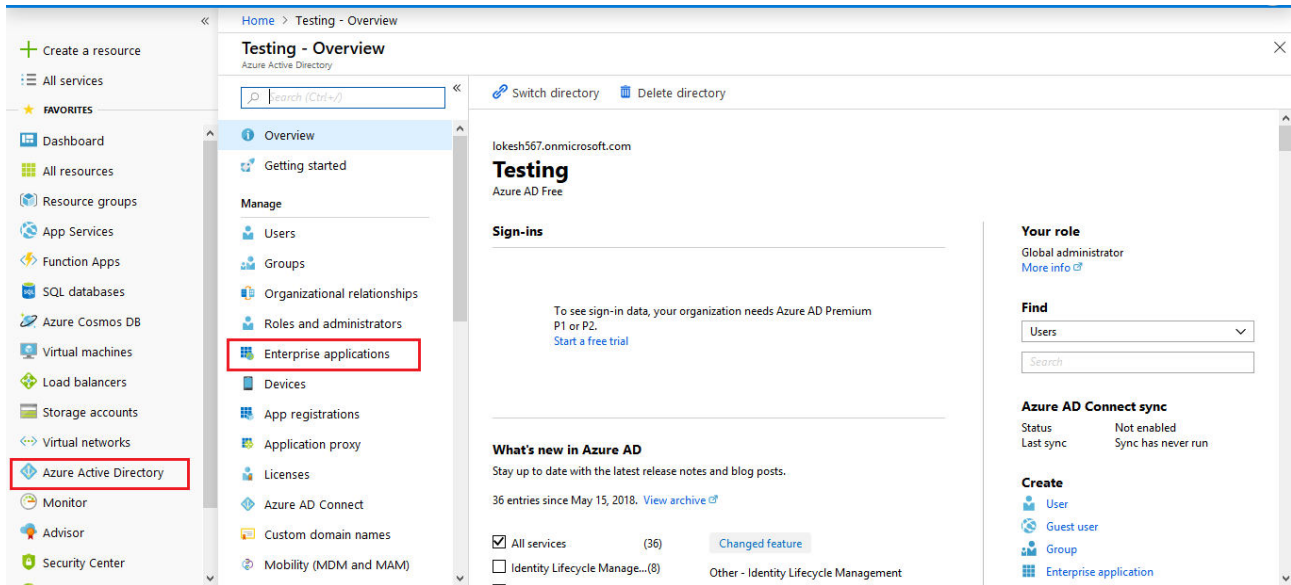 «
Create a resource
All services
FAVORITES
Dashboard
All resources
Resource groups
App Services
Function Apps
SQL databases
Azure Cosmos DB
Virtual machines
Load balancers
Storage accounts
Virtual networks
Azure Active Directory
Monitor
Advisor
Security Center
Home > Testing - Overview
Testing - Overview
Azure Active Directory
Search (Ctrl+/)
«
Overview
Getting started
Manage
Users
Groups
Organizational relationships
Roles and administrators
Enterprise applications
Devices
App registrations
Application proxy
Licenses
Azure AD Connect
Custom domain names
Mobility (MDM and MAM)
Switch directory Delete directory
lokesh567.onmicrosoft.com
Testing
Azure AD Free
Sign-ins
To see sign-in data, your organization needs Azure AD Premium
P1 or P2.
Start a free trial
What's new in Azure AD
Stay up to date with the latest release notes and blog posts.
36 entries since May 15, 2018. View archive
All services (36)
Identity Lifecycle Manage...(8)
Changed feature
Other - Identity Lifecycle Management
Your role
Global administrator
More info
Find
Users
Search
Azure AD Connect sync
Status Not enabled
Last sync Sync has never run
Create
User
Guest user
Group
Enterprise application